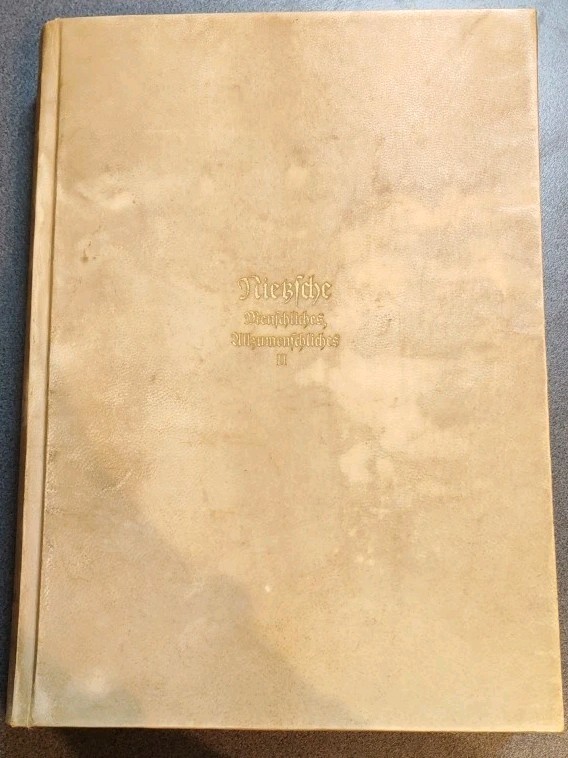 Nietzsche
Menschliches,
Allzumenschliches
II